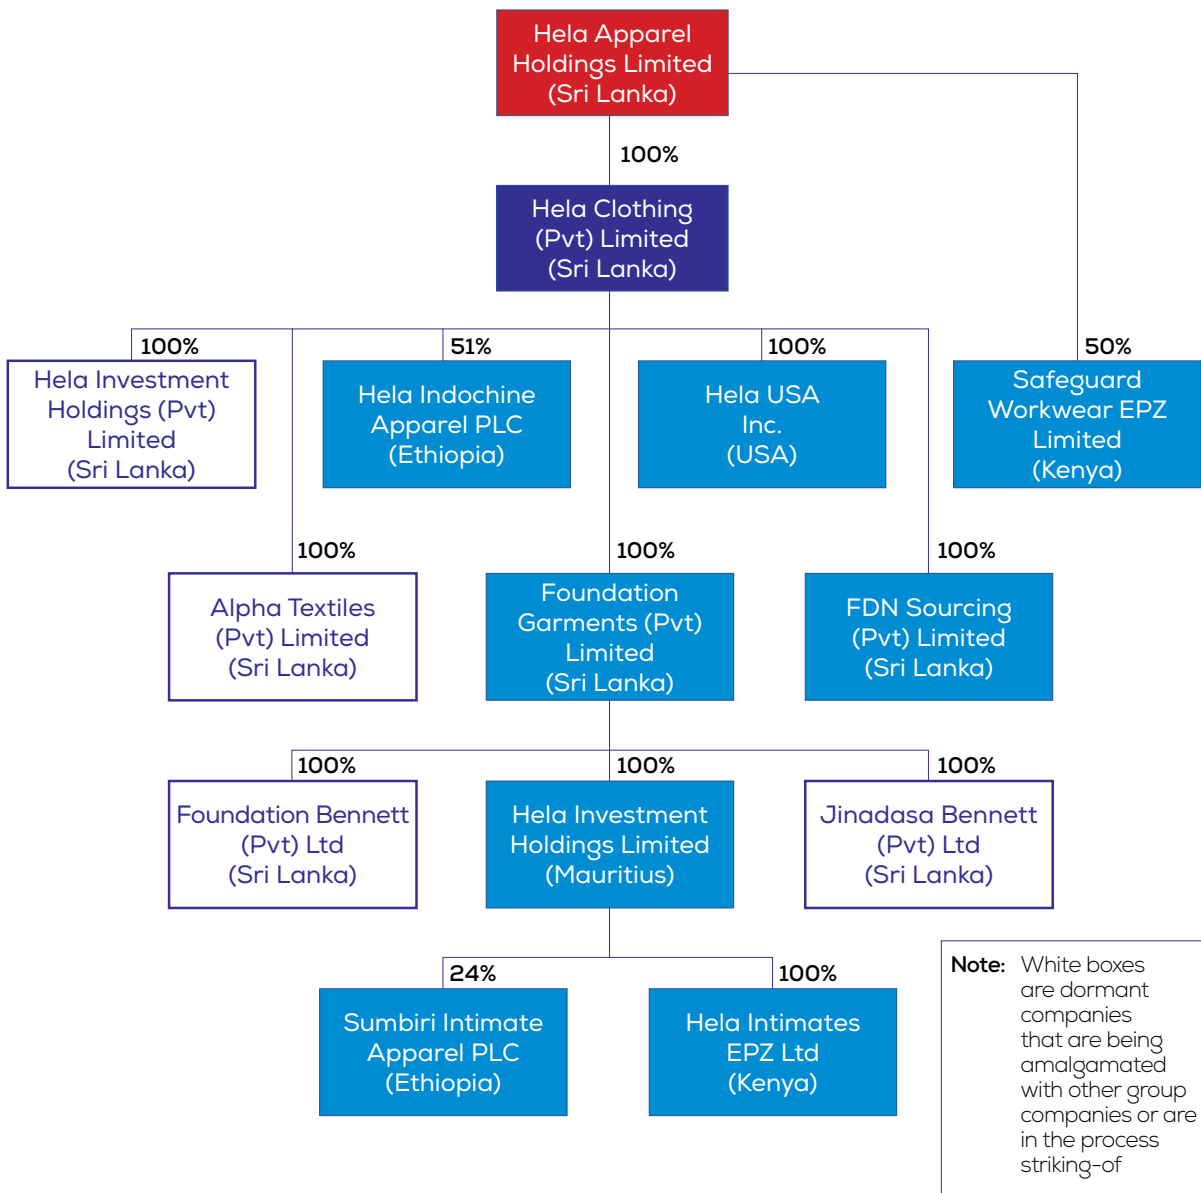 Hela Apparel
Holdings Limited
(Sri Lanka)
100%
Hela Clothing
(Pvt) Limited
(Sri Lanka)
100%
Hela Investment
Holdings (Pvt)
Limited
(Sri Lanka)
51%
Hela Indochine
Apparel PLC
(Ethiopia)
100%
Hela USA
Inc.
(USA)
50%
Safeguard
Workwear EPZ
Limited
(Kenya)
100%
Alpha Textiles
(Pvt) Limited
(Sri Lanka)
100%
Foundation
Garments (Pvt)
Limited
(Sri Lanka)
100%
FDN Sourcing
(Pvt) Limited
(Sri Lanka)
100%
Foundation Bennett
(Pvt) Ltd
(Sri Lanka)
100%
Hela Investment
Holdings Limited
(Mauritius)
100%
Jinadasa Bennett
(Pvt) Ltd
(Sri Lanka)
24%
Sumbiri Intimate
Apparel PLC
(Ethiopia)
100%
Hela Intimates
EPZ Ltd
(Kenya)
Note: White boxes
are dormant
companies
that are being
amalgamated
with other group
companies or are
in the process
striking-of